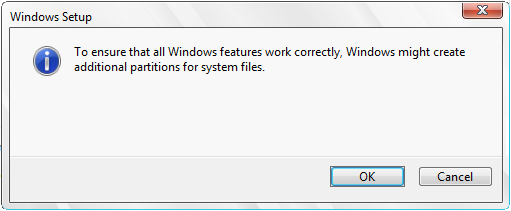 Windows Setup
To ensure that all Windows features work correctly, Windows might create
additional partitions for system files.
OK
Cancel